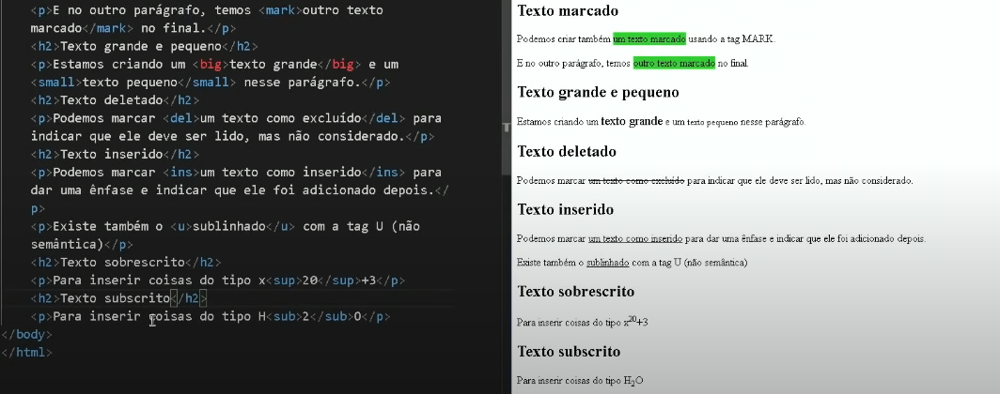 <p>E no outro parágrafo, temos <mark>outro texto
marcado</mark> no final.</p>
<h2>Texto grande e pequeno</h2>
<p>Estamos criando um <big>texto grande</big> e um
<small>texto pequeno</small> nesse parágrafo.</p>
<h2>Texto deletado</h2>
<p>Podemos marcar <del>um texto como excluído</del> para
indicar que ele deve ser lido, mas não considerado.</p>
<h2>Texto inserido</h2>
<p>Podemos marcar <ins>um texto como inserido</ins> para
dar uma ênfase e indicar que ele foi adicionado depois.</
p>
<p>Existe também o <u>sublinhado</u> com a tag U (não
semântica)</p>
<h2>Texto sobrescrito</h2>
<p>Para inserir coisas do tipo x<sup>20</sup>+3</p>
<h2>Texto subscrito</h2>
<p>Para inserir coisas do tipo H<sub>2</sub>O</p>
</body>
</html>
Texto marcado
Podemos criar também um texto marcado usando a tag MARK.
E no outro parágrafo, temos outro texto marcado no final.
Texto grande e pequeno
Estamos criando um texto grande e um texto pequeno nesse parágrafo.
Texto deletado
Podemos marcar um texto como excluído para indicar que ele deve ser lido, mas não considerado.
Texto inserido
Podemos marcar um texto como inserido para dar uma ênfase e indicar que ele foi adicionado depois.
Existe também o sublinhado com a tag U (não semântica)
Texto sobrescrito
Para inserir coisas do tipo x²⁰+3
Texto subscrito
Para inserir coisas do tipo H₂O